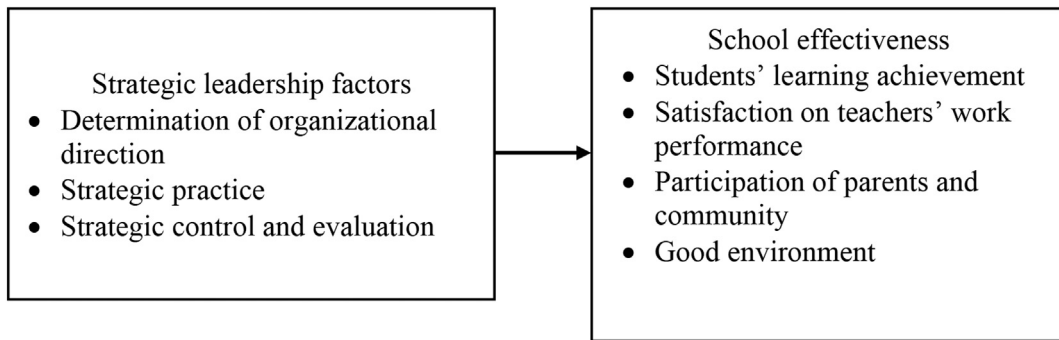 Strategic leadership factors
• Determination of organizational
direction
• Strategic practice
• Strategic control and evaluation
School effectiveness
• Students’ learning achievement
• Satisfaction on teachers’ work
performance
• Participation of parents and
community
• Good environment